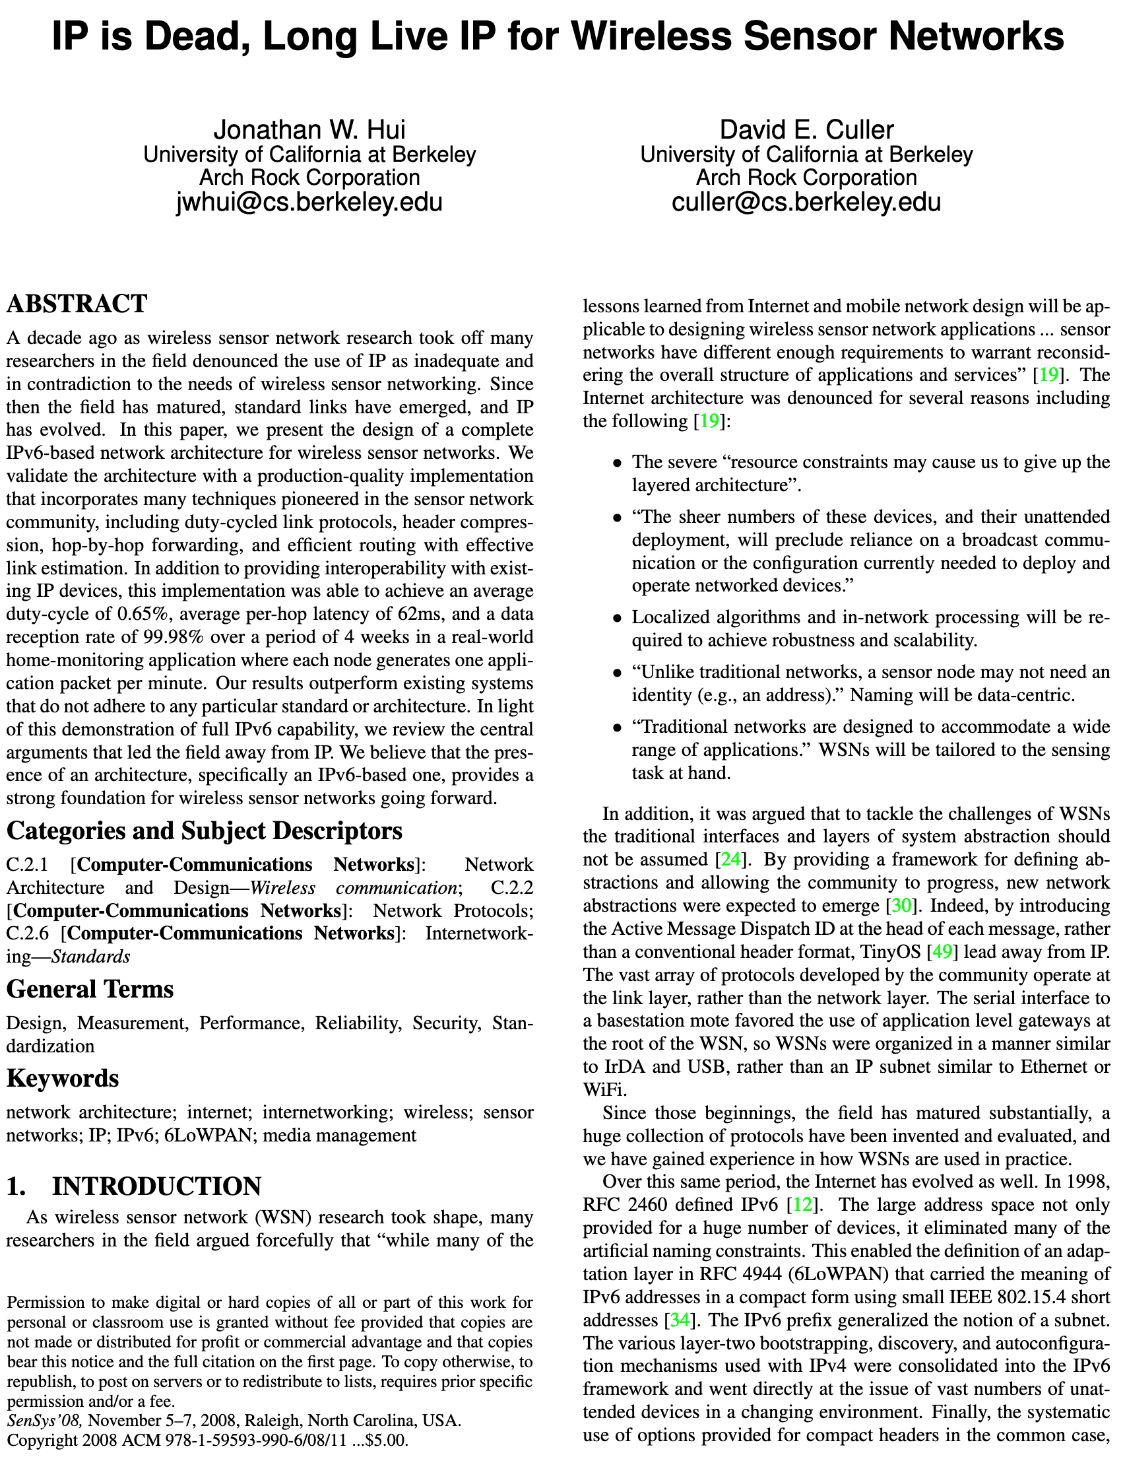 IP is Dead, Long Live IP for Wireless Sensor Networks
Jonathan W. Hui
University of California at Berkeley
Arch Rock Corporation
jwhui@cs.berkeley.edu
David E. Culler
University of California at Berkeley
Arch Rock Corporation
culler@cs.berkeley.edu
ABSTRACT
A decade ago as wireless sensor network research took off many
researchers in the field denounced the use of IP as inadequate and
in contradiction to the needs of wireless sensor networking. Since
then the field has matured, standard links have emerged, and IP
has evolved. In this paper, we present the design of a complete
IPv6-based network architecture for wireless sensor networks. We
validate the architecture with a production-quality implementation
that incorporates many techniques pioneered in the sensor network
community, including duty-cycled link protocols, header compres-
sion, hop-by-hop forwarding, and efficient routing with effective
link estimation. In addition to providing interoperability with exist-
ing IP devices, this implementation was able to achieve an average
duty-cycle of 0.65%, average per-hop latency of 62ms, and a data
reception rate of 99.98% over a period of 4 weeks in a real-world
home-monitoring application where each node generates one appli-
cation packet per minute. Our results outperform existing systems
that do not adhere to any particular standard or architecture. In light
of this demonstration of full IPv6 capability, we review the central
arguments that led the field away from IP. We believe that the pres-
ence of an architecture, specifically an IPv6-based one, provides a
strong foundation for wireless sensor networks going forward.
Categories and Subject Descriptors
C.2.1 [Computer-Communications Networks]: Network
Architecture and Design—Wireless communication; C.2.2
[Computer-Communications Networks]: Network Protocols;
C.2.6 [Computer-Communications Networks]: Internetwork-
ing—Standards
General Terms
Design, Measurement, Performance, Reliability, Security, Stan-
dardization
Keywords
network architecture; internet; internetworking; wireless; sensor
networks; IP; IPv6; 6LoWPAN; media management
1. INTRODUCTION
As wireless sensor network (WSN) research took shape, many
researchers in the field argued forcefully that “while many of the
Permission to make digital or hard copies of all or part of this work for
personal or classroom use is granted without fee provided that copies are
not made or distributed for profit or commercial advantage and that copies
bear this notice and the full citation on the first page. To copy otherwise, to
republish, to post on servers or to redistribute to lists, requires prior specific
permission and/or a fee.
SenSys’08, November 5–7, 2008, Raleigh, North Carolina, USA.
Copyright 2008 ACM 978-1-59593-990-6/08/11 ...$5.00.
lessons learned from Internet and mobile network design will be ap-
plicable to designing wireless sensor network applications ... sensor
networks have different enough requirements to warrant reconsid-
ering the overall structure of applications and services” [19]. The
Internet architecture was denounced for several reasons including
the following [19]:
• The severe “resource constraints may cause us to give up the
layered architecture”.
• “The sheer numbers of these devices, and their unattended
deployment, will preclude reliance on a broadcast commu-
nication or the configuration currently needed to deploy and
operate networked devices.”
• Localized algorithms and in-network processing will be re-
quired to achieve robustness and scalability.
• “Unlike traditional networks, a sensor node may not need an
identity (e.g., an address).” Naming will be data-centric.
• “Traditional networks are designed to accommodate a wide
range of applications.” WSNs will be tailored to the sensing
task at hand.
In addition, it was argued that to tackle the challenges of WSNs
the traditional interfaces and layers of system abstraction should
not be assumed [24]. By providing a framework for defining ab-
stractions and allowing the community to progress, new network
abstractions were expected to emerge [30]. Indeed, by introducing
the Active Message Dispatch ID at the head of each message, rather
than a conventional header format, TinyOS [49] lead away from IP.
The vast array of protocols developed by the community operate at
the link layer, rather than the network layer. The serial interface to
a basestation mote favored the use of application level gateways at
the root of the WSN, so WSNs were organized in a manner similar
to IrDA and USB, rather than an IP subnet similar to Ethernet or
WiFi.
Since those beginnings, the field has matured substantially, a
huge collection of protocols have been invented and evaluated, and
we have gained experience in how WSNs are used in practice.
Over this same period, the Internet has evolved as well. In 1998,
RFC 2460 defined IPv6 [12]. The large address space not only
provided for a huge number of devices, it eliminated many of the
artificial naming constraints. This enabled the definition of an adap-
tation layer in RFC 4944 (6LoWPAN) that carried the meaning of
IPv6 addresses in a compact form using small IEEE 802.15.4 short
addresses [34]. The IPv6 prefix generalized the notion of a subnet.
The various layer-two bootstrapping, discovery, and autoconfigura-
tion mechanisms used with IPv4 were consolidated into the IPv6
framework and went directly at the issue of vast numbers of unat-
tended devices in a changing environment. Finally, the systematic
use of options provided for compact headers in the common case,